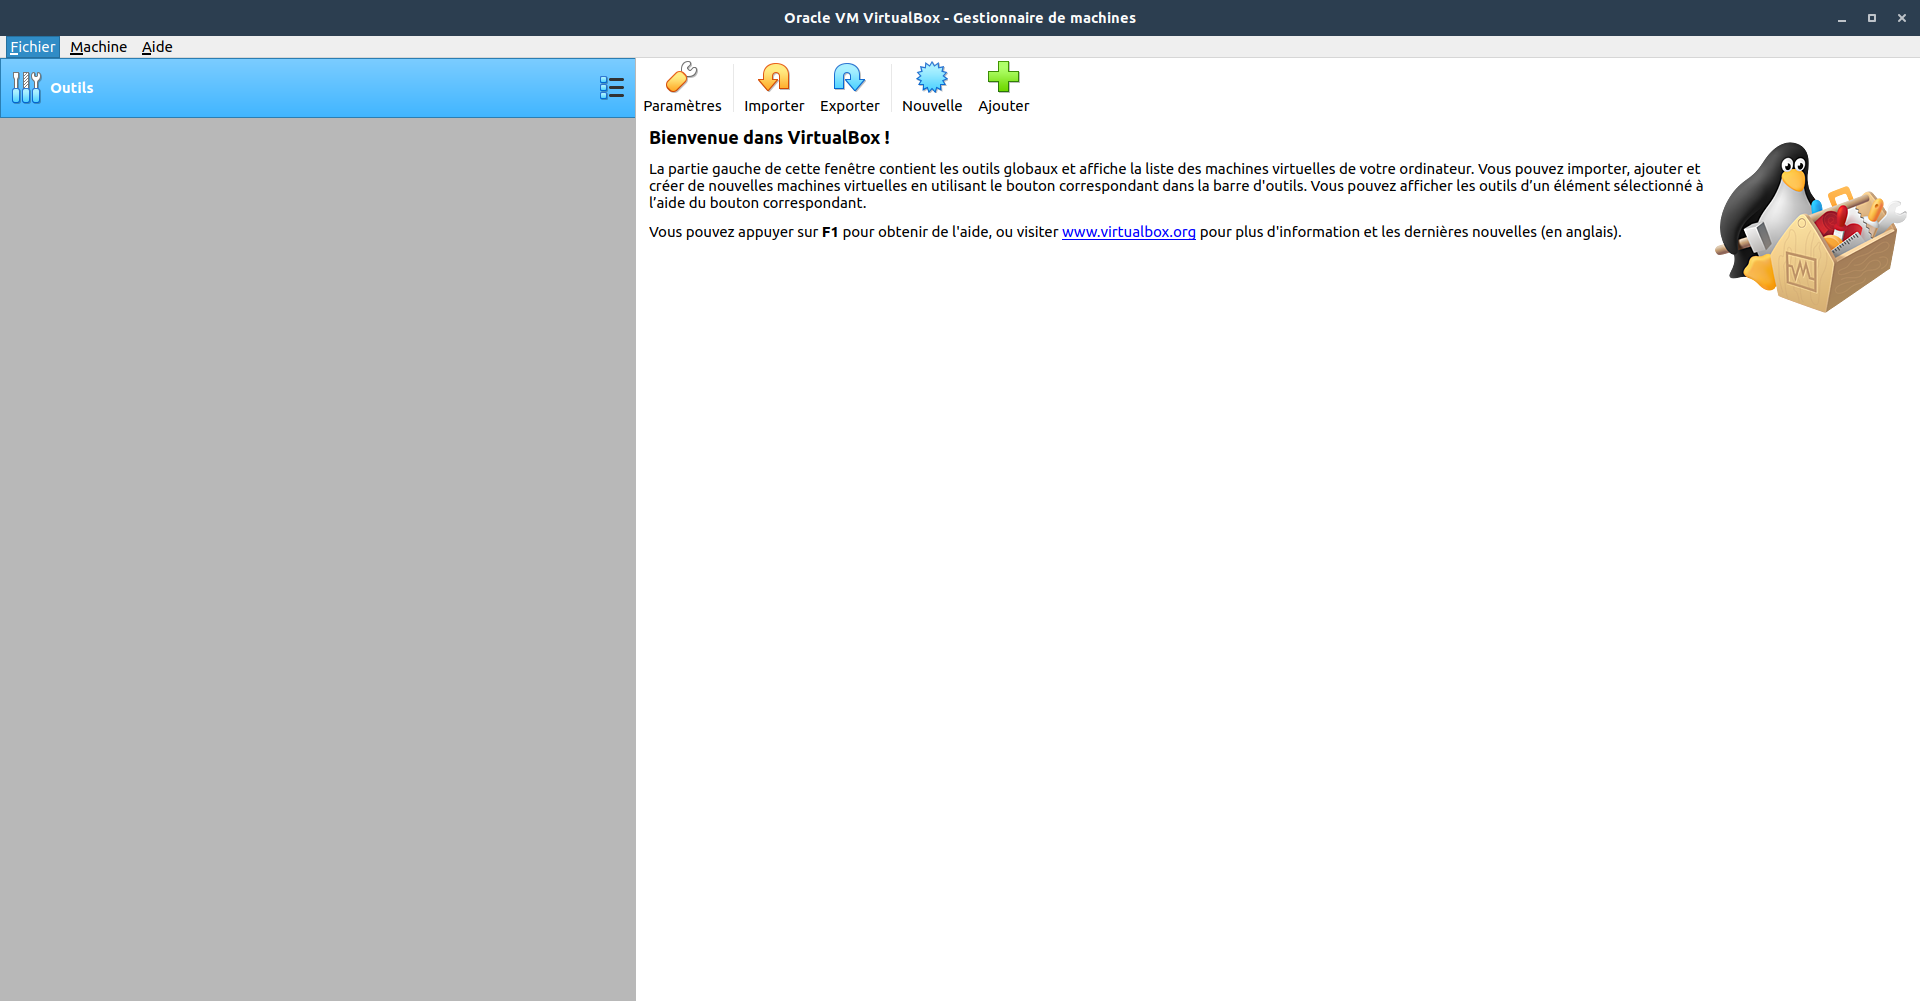 Oracle VM VirtualBox - Gestionnaire de machines
Fichier Machine Aide
Outils
Paramètres Importer Exporter Nouvelle Ajouter
Bienvenue dans VirtualBox !
La partie gauche de cette fenêtre contient les outils globaux et affiche la liste des machines virtuelles de votre ordinateur. Vous pouvez importer, ajouter et
créer de nouvelles machines virtuelles en utilisant le bouton correspondant dans la barre d'outils. Vous pouvez afficher les outils d’un élément sélectionné à
l’aide du bouton correspondant.
Vous pouvez appuyer sur F1 pour obtenir de l'aide, ou visiter www.virtualbox.org pour plus d'information et les dernières nouvelles (en anglais).